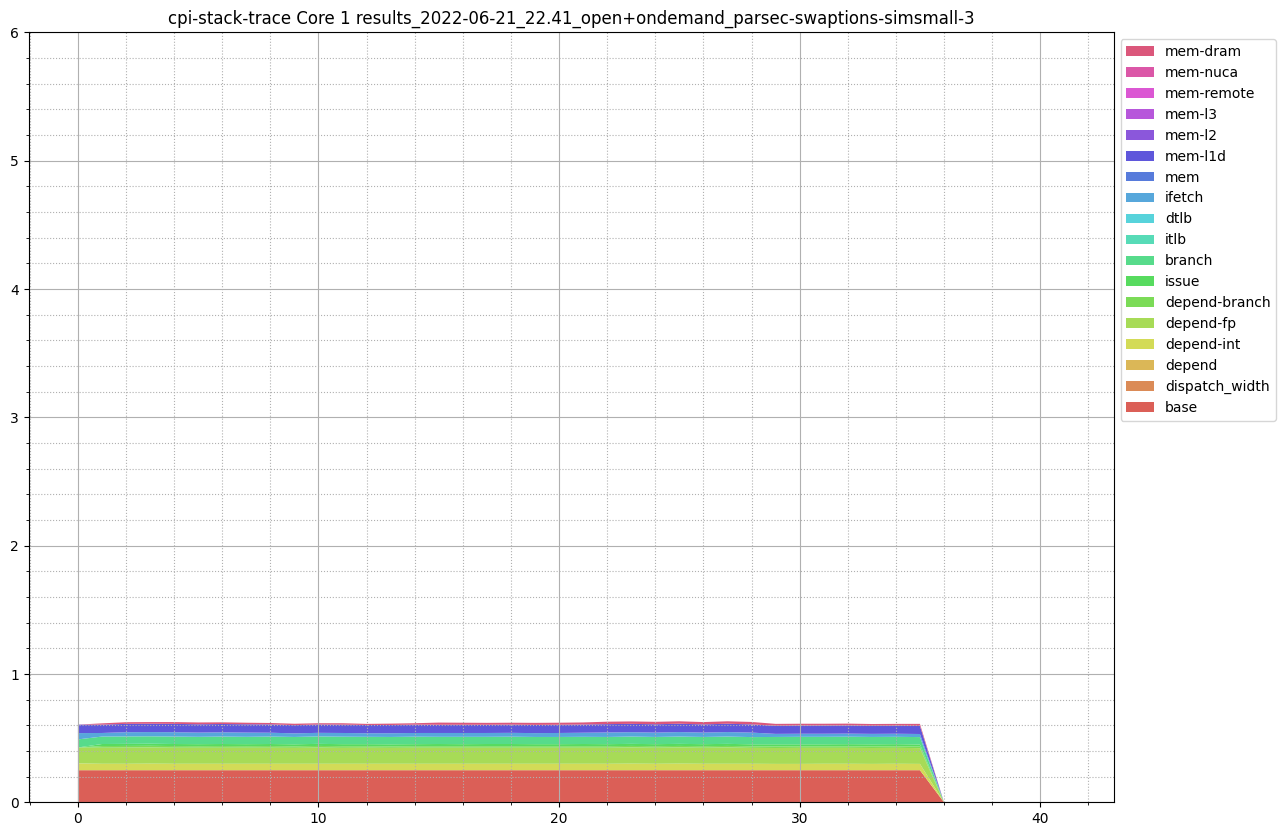 cpi-stack-trace Core 1 results_2022-06-21_22.41_open+ondemand_parsec-swaptions-simsmall-3
6
5
4
3
2
1
0
0 10 20 30 40
mem-dram
mem-nuca
mem-remote
mem-l3
mem-l2
mem-l1d
mem
ifetch
dtlb
itlb
branch
issue
depend-branch
depend-fp
depend-int
depend
dispatch_width
base